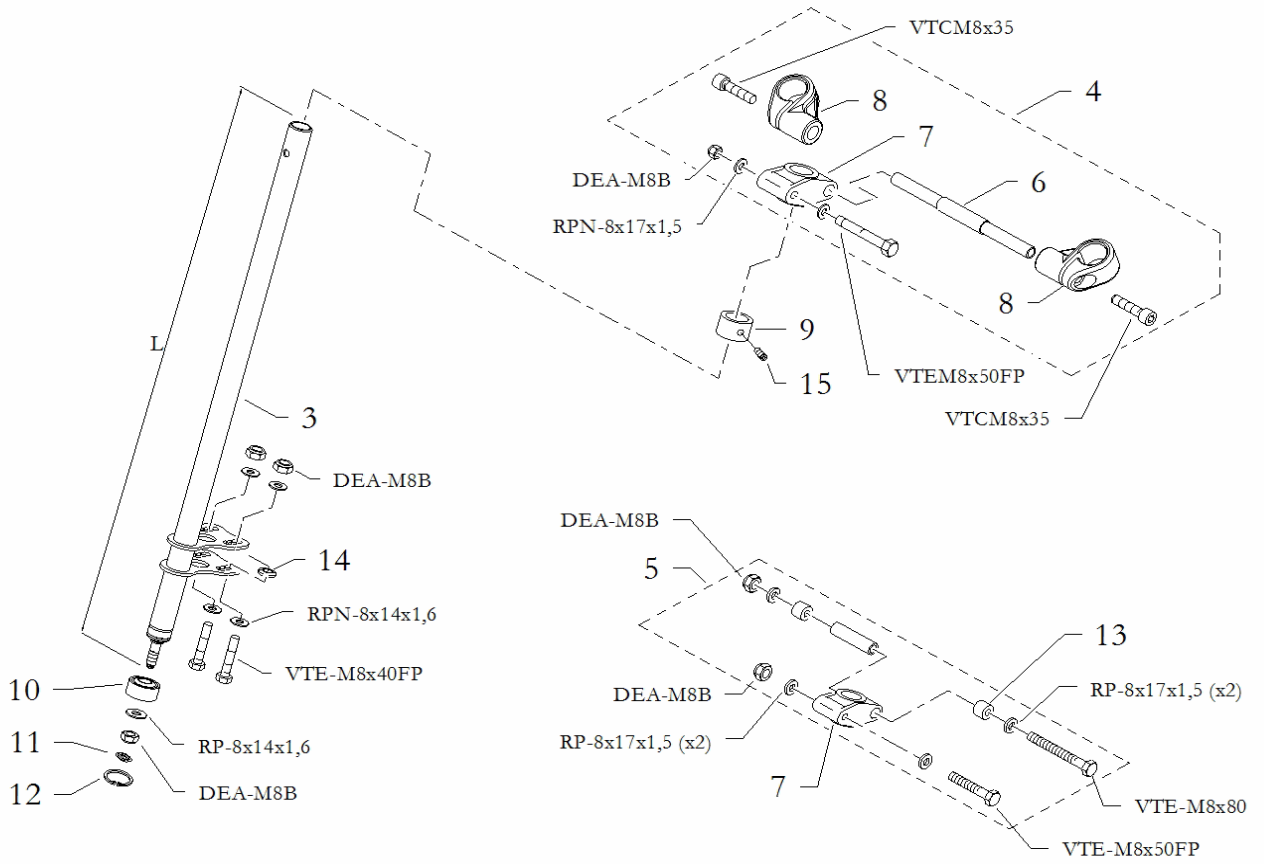 VTCM8x35
4
8
7
DEA-M8B
6
RPN-8x17x1,5
8
9
L
15
VTEM8x50FP
VTCM8x35
3
DEA-M8B
DEA-M8B
14
5
RPN-8x14x1,6
13
VTE-M8x40FP
10
DEA-M8B
RP-8x17x1,5 (x2)
11
RP-8x14x1,6
RP-8x17x1,5 (x2)
7
12
DEA-M8B
VTE-M8x80
VTE-M8x50FP